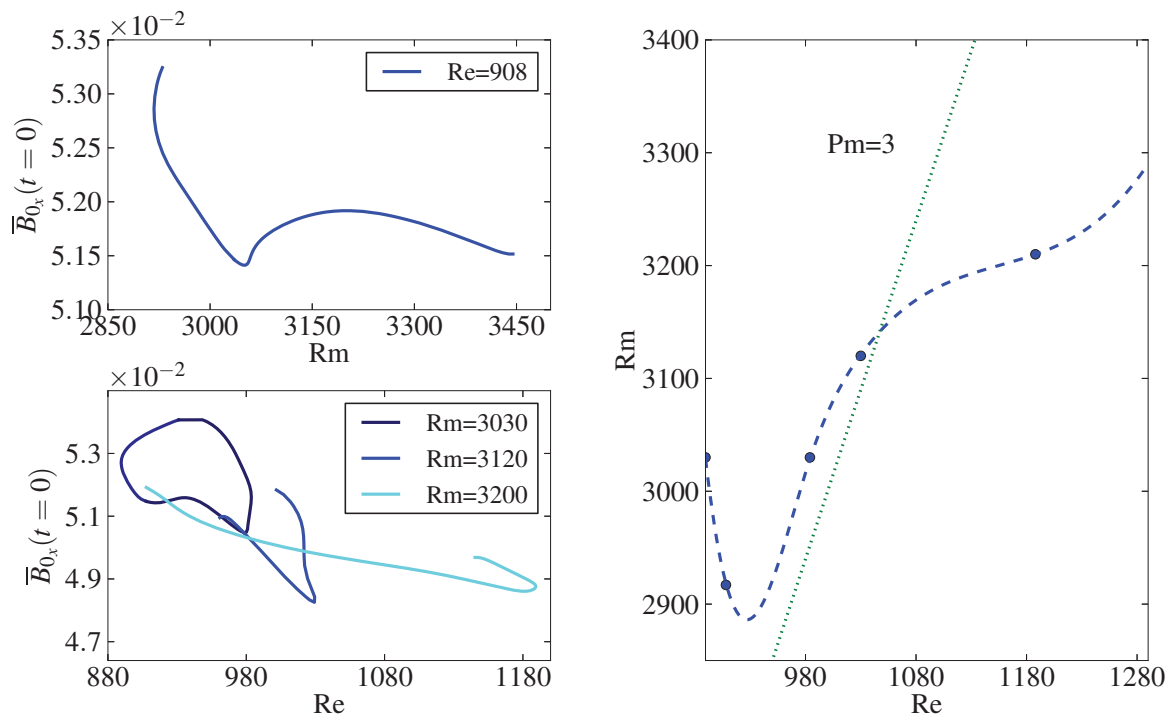 ×10⁻²
5.35
5.30
5.25
5.20
5.15
5.10
B̅₀ₓ(t = 0)
Re=908
2850 3000 3150 3300 3450
Rm
×10⁻²
5.3
5.1
4.9
4.7
B̅₀ₓ(t = 0)
Rm=3030
Rm=3120
Rm=3200
880 980 1080 1180
Re
3400
3300
3200
3100
3000
2900
Rm
Pm=3
980 1080 1180 1280
Re